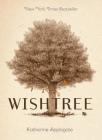 New York Times Bestseller
WISHTREE
Katherine Applegate